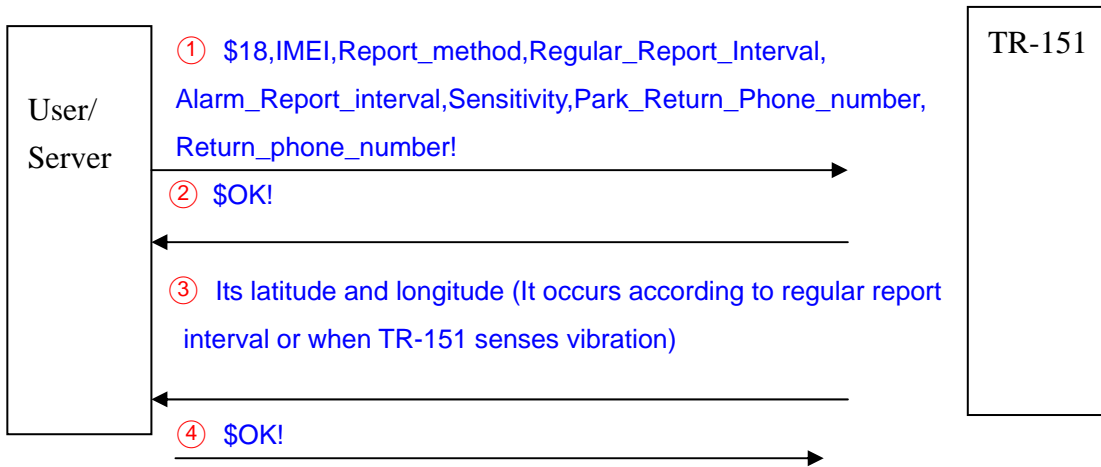 TR-151
① $18,IMEI,Report_method,Regular_Report_Interval,
Alarm_Report_interval,Sensitivity,Park_Return_Phone_number,
Return_phone_number!
User/
Server
② $OK!
③ Its latitude and longitude (It occurs according to regular report
interval or when TR-151 senses vibration)
④ $OK!